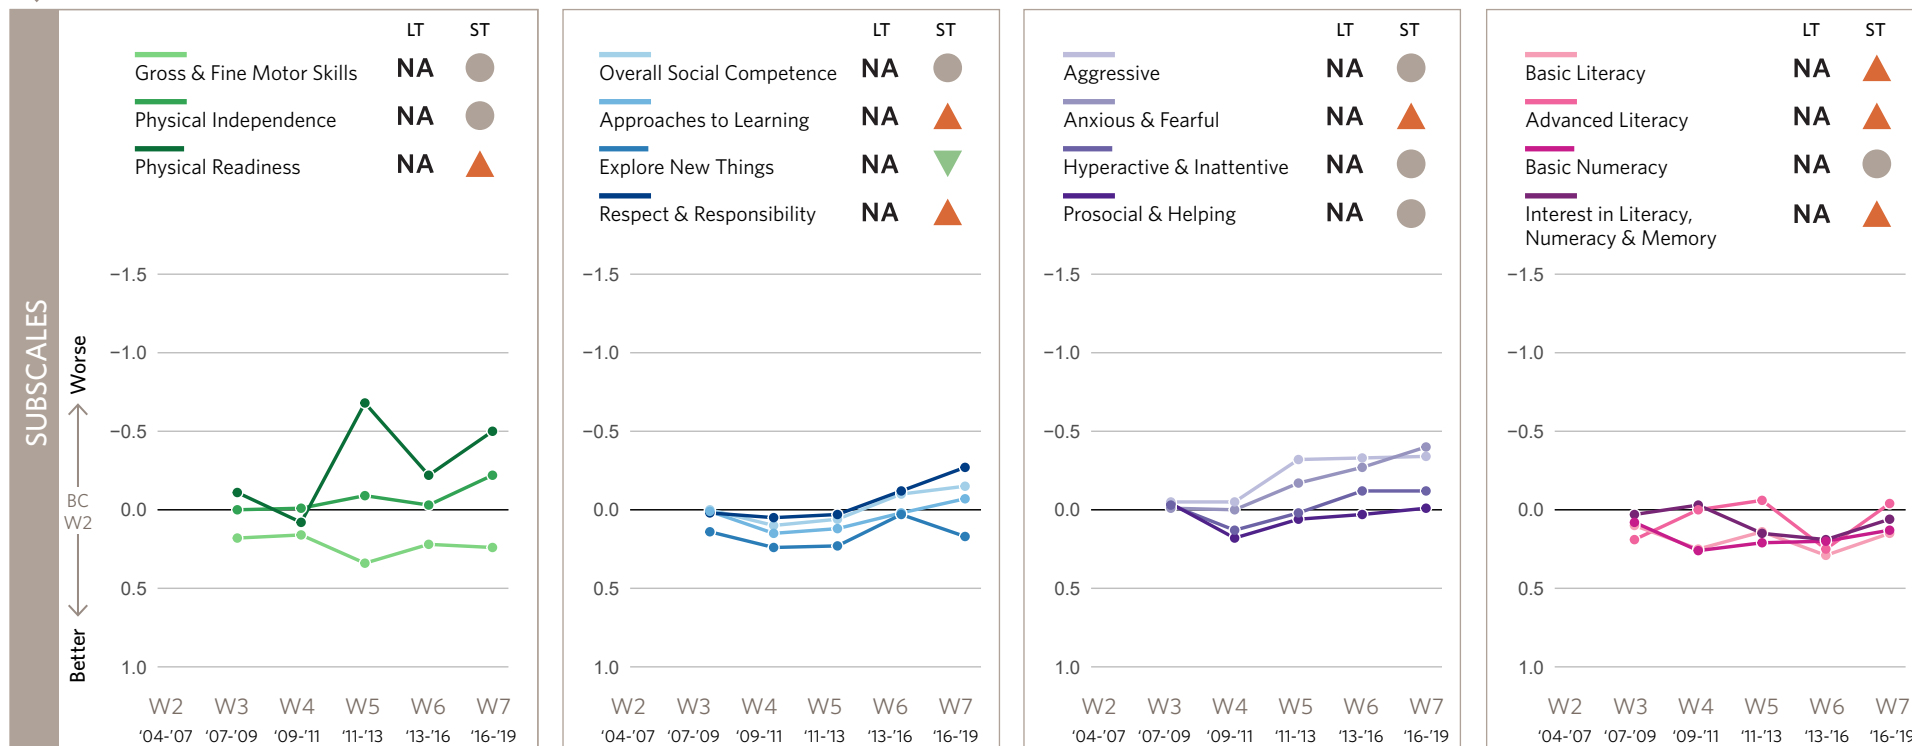 SUBSCALES
Worse
BC
W2
Better
LT ST
Gross & Fine Motor Skills NA
Physical Independence NA
Physical Readiness NA
−1.5
−1.0
−0.5
0.0
0.5
1.0
W2 W3 W4 W5 W6 W7
‘04-’07 ‘07-’09 ‘09-’11 ‘11-’13 ‘13-’16 ‘16-’19
LT ST
Overall Social Competence NA
Approaches to Learning NA
Explore New Things NA
Respect & Responsibility NA
−1.5
−1.0
−0.5
0.0
0.5
1.0
W2 W3 W4 W5 W6 W7
‘04-’07 ‘07-’09 ‘09-’11 ‘11-’13 ‘13-’16 ‘16-’19
LT ST
Aggressive NA
Anxious & Fearful NA
Hyperactive & Inattentive NA
Prosocial & Helping NA
−1.5
−1.0
−0.5
0.0
0.5
1.0
W2 W3 W4 W5 W6 W7
‘04-’07 ‘07-’09 ‘09-’11 ‘11-’13 ‘13-’16 ‘16-’19
LT ST
Basic Literacy NA
Advanced Literacy NA
Basic Numeracy NA
Interest in Literacy, NA
Numeracy & Memory
−1.5
−1.0
−0.5
0.0
0.5
1.0
W2 W3 W4 W5 W6 W7
‘04-’07 ‘07-’09 ‘09-’11 ‘11-’13 ‘13-’16 ‘16-’19